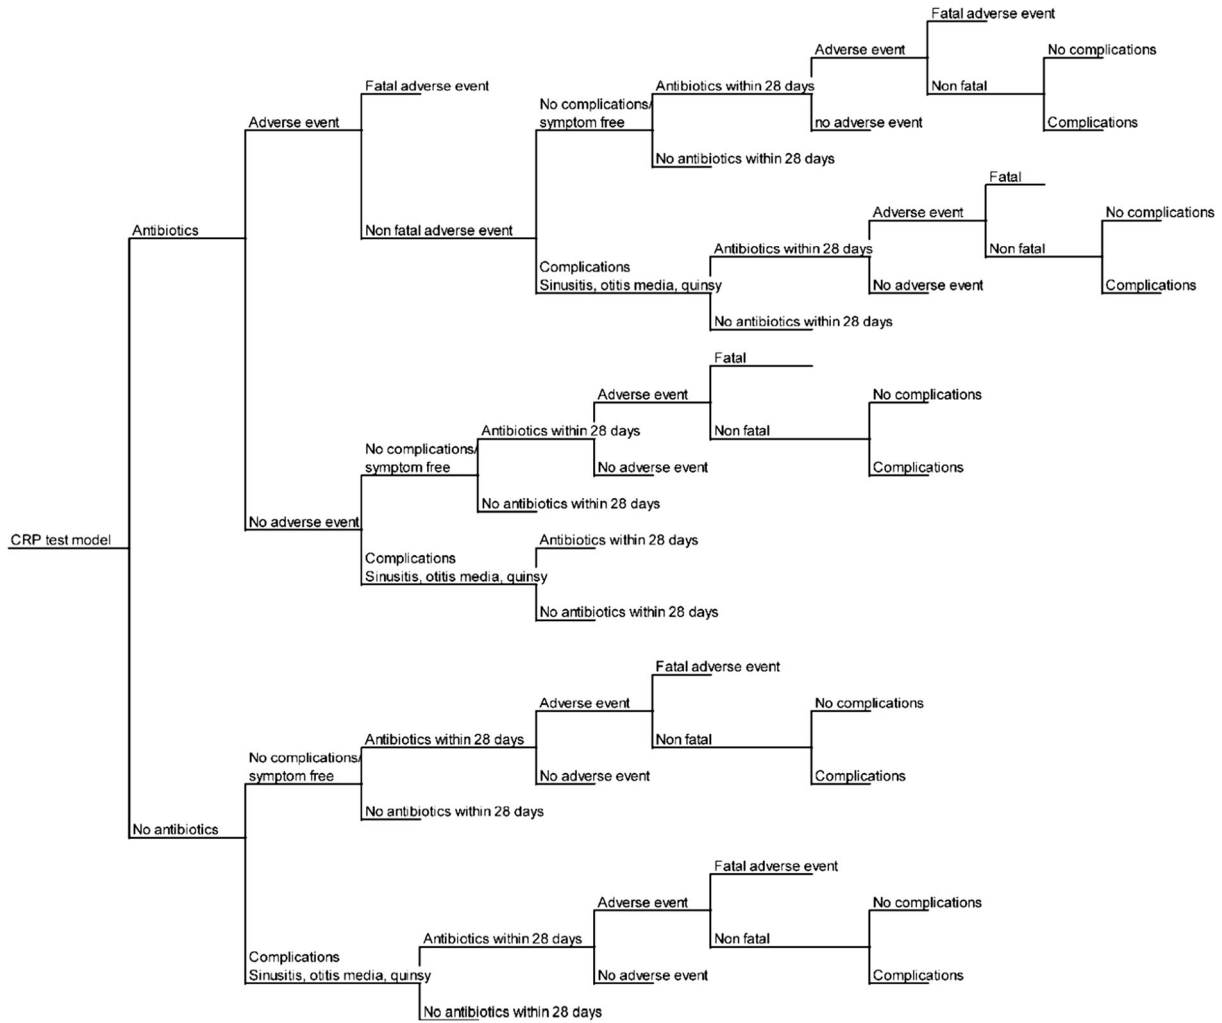 Fatal adverse event
Adverse event
No complications
Fatal adverse event
Antibiotics within 28 days
Non fatal
No complications/
symptom free
Adverse event
no adverse event
Complications
No antibiotics within 28 days
Fatal
Adverse event
No complications
Antibiotics
Non fatal adverse event
Antibiotics within 28 days
Non fatal
Complications
Sinusitis, otitis media, quinsy
No adverse event
Complications
No antibiotics within 28 days
Fatal
Adverse event
No complications
Antibiotics within 28 days
Non fatal
No complications/
symptom free
No adverse event
Complications
No antibiotics within 28 days
No adverse event
CRP test model
Antibiotics within 28 days
Complications
Sinusitis, otitis media, quinsy
No antibiotics within 28 days
Fatal adverse event
Adverse event
No complications
Antibiotics within 28 days
Non fatal
No complications/
symptom free
No adverse event
Complications
No antibiotics within 28 days
No antibiotics
Fatal adverse event
Adverse event
No complications
Antibiotics within 28 days
Non fatal
Complications
Sinusitis, otitis media, quinsy
No adverse event
Complications
No antibiotics within 28 days